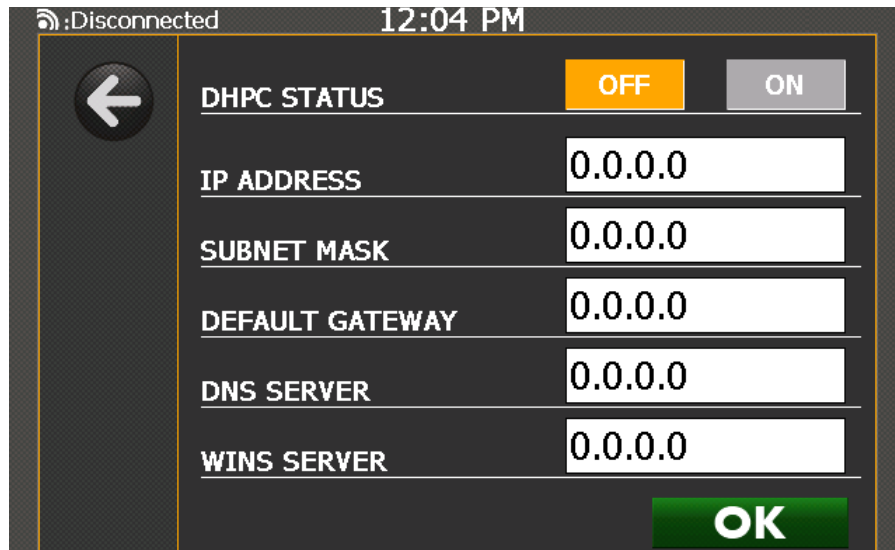 :Disconnected 12:04 PM
DHPC STATUS OFF ON
IP ADDRESS 0.0.0.0
SUBNET MASK 0.0.0.0
DEFAULT GATEWAY 0.0.0.0
DNS SERVER 0.0.0.0
WINS SERVER 0.0.0.0
OK